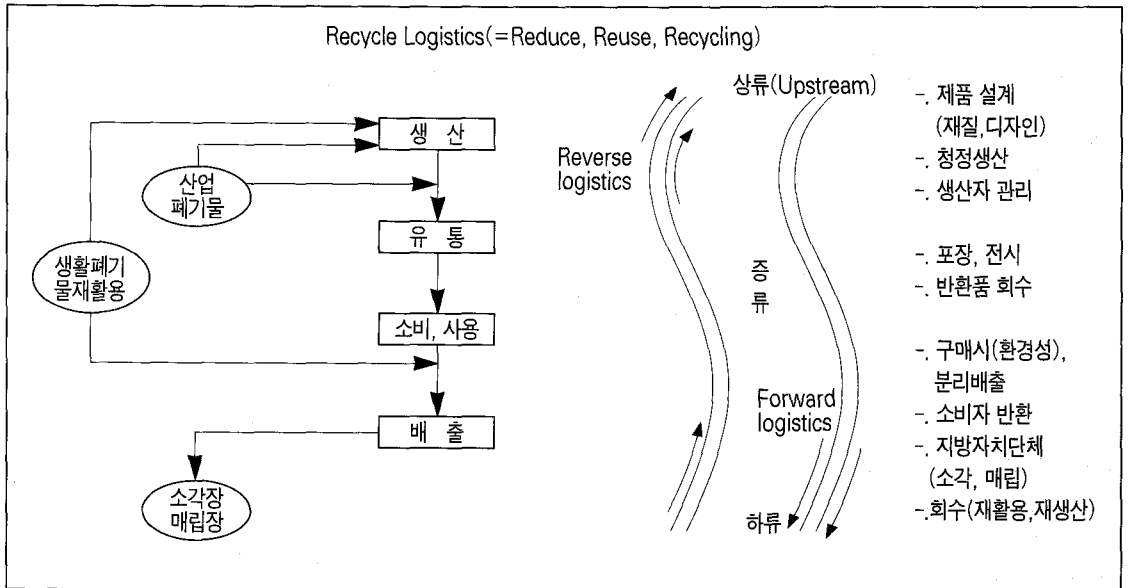 Recycle Logistics(=Reduce, Reuse, Recycling)
생 산
산업
폐기물
유 통
생활폐기
물재활용
소비, 사용
배 출
소각장
매립장
상류(Upstream)
Reverse
logistics
증
류
Forward
logistics
하류
-. 제품 설계
(재질,디자인)
-. 청정생산
-. 생산자 관리
-. 포장, 전시
-. 반환품 회수
-. 구매시(환경성),
분리배출
-. 소비자 반환
-. 지방자치단체
(소각, 매립)
-.회수(재활용,재생산)